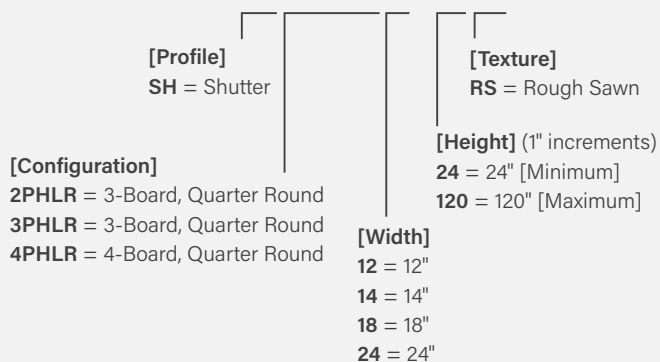 [Profile]
SH = Shutter
[Texture]
RS = Rough Sawn
[Height] (1" increments)
24 = 24" [Minimum]
120 = 120" [Maximum]
[Configuration]
2PHLR = 3-Board, Quarter Round
3PHLR = 3-Board, Quarter Round
4PHLR = 4-Board, Quarter Round
[Width]
12 = 12"
14 = 14"
18 = 18"
24 = 24"